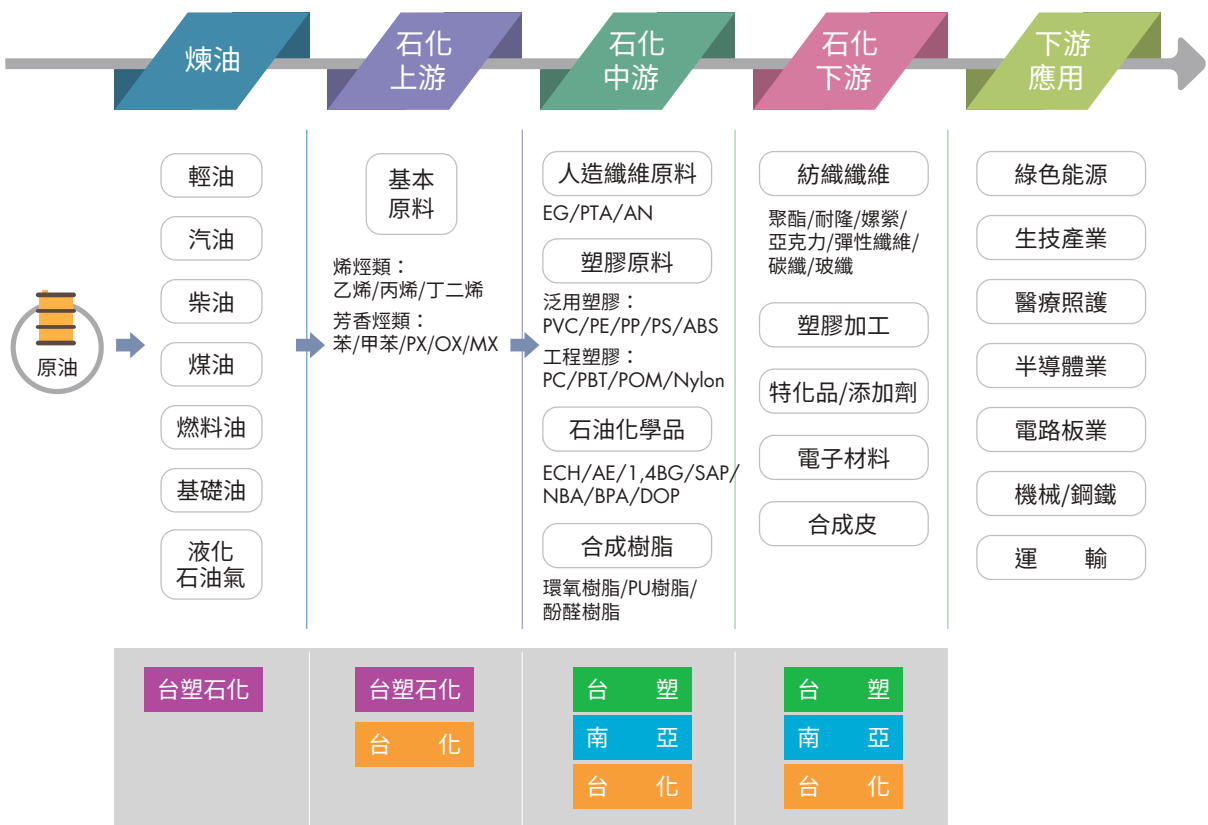 煉油
石化
上游
石化
中游
石化
下游
下游
應用
原油
輕油
汽油
柴油
煤油
燃料油
基礎油
液化
石油氣
基本
原料
烯烴類：
乙烯/丙烯/丁二烯
芳香烴類：
苯/甲苯/PX/OX/MX
人造纖維原料
EG/PTA/AN
塑膠原料
泛用塑膠：
PVC/PE/PP/PS/ABS
工程塑膠：
PC/PBT/POM/Nylon
石油化學品
ECH/AE/1,4BG/SAP/
NBA/BPA/DOP
合成樹脂
環氧樹脂/PU樹脂/
酚醛樹脂
紡織纖維
聚酯/耐隆/嫘縈/
亞克力/彈性纖維/
碳纖/玻纖
塑膠加工
特化品/添加劑
電子材料
合成皮
綠色能源
生技產業
醫療照護
半導體業
電路板業
機械/鋼鐵
運 輸
台塑石化
台塑石化
台 化
台 塑
南 亞
台 化
台 塑
南 亞
台 化